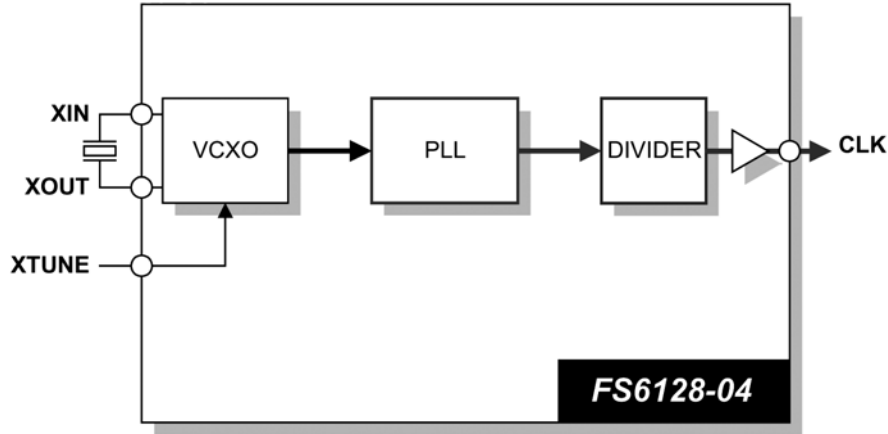 XIN
XOUT
XTUNE
VCXO
PLL
DIVIDER
CLK
FS6128-04